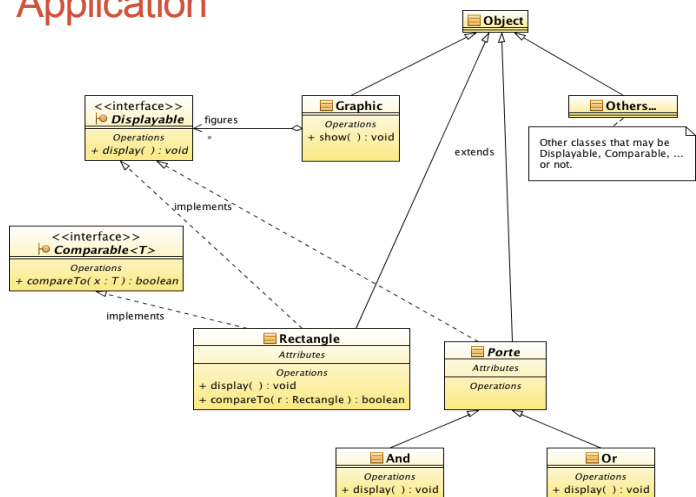 Application
Object
<<interface>>
Displayable
Operations
+ display( ) : void
figures
*
Graphic
Operations
+ show( ) : void
Others...
Other classes that may be
Displayable, Comparable, ...
or not.
extends
implements
<<interface>>
Comparable<T>
Operations
+ compareTo( x : T ) : boolean
implements
Rectangle
Attributes
Operations
+ display( ) : void
+ compareTo( r : Rectangle ) : boolean
Porte
Attributes
Operations
And
Operations
+ display( ) : void
Or
Operations
+ display( ) : void